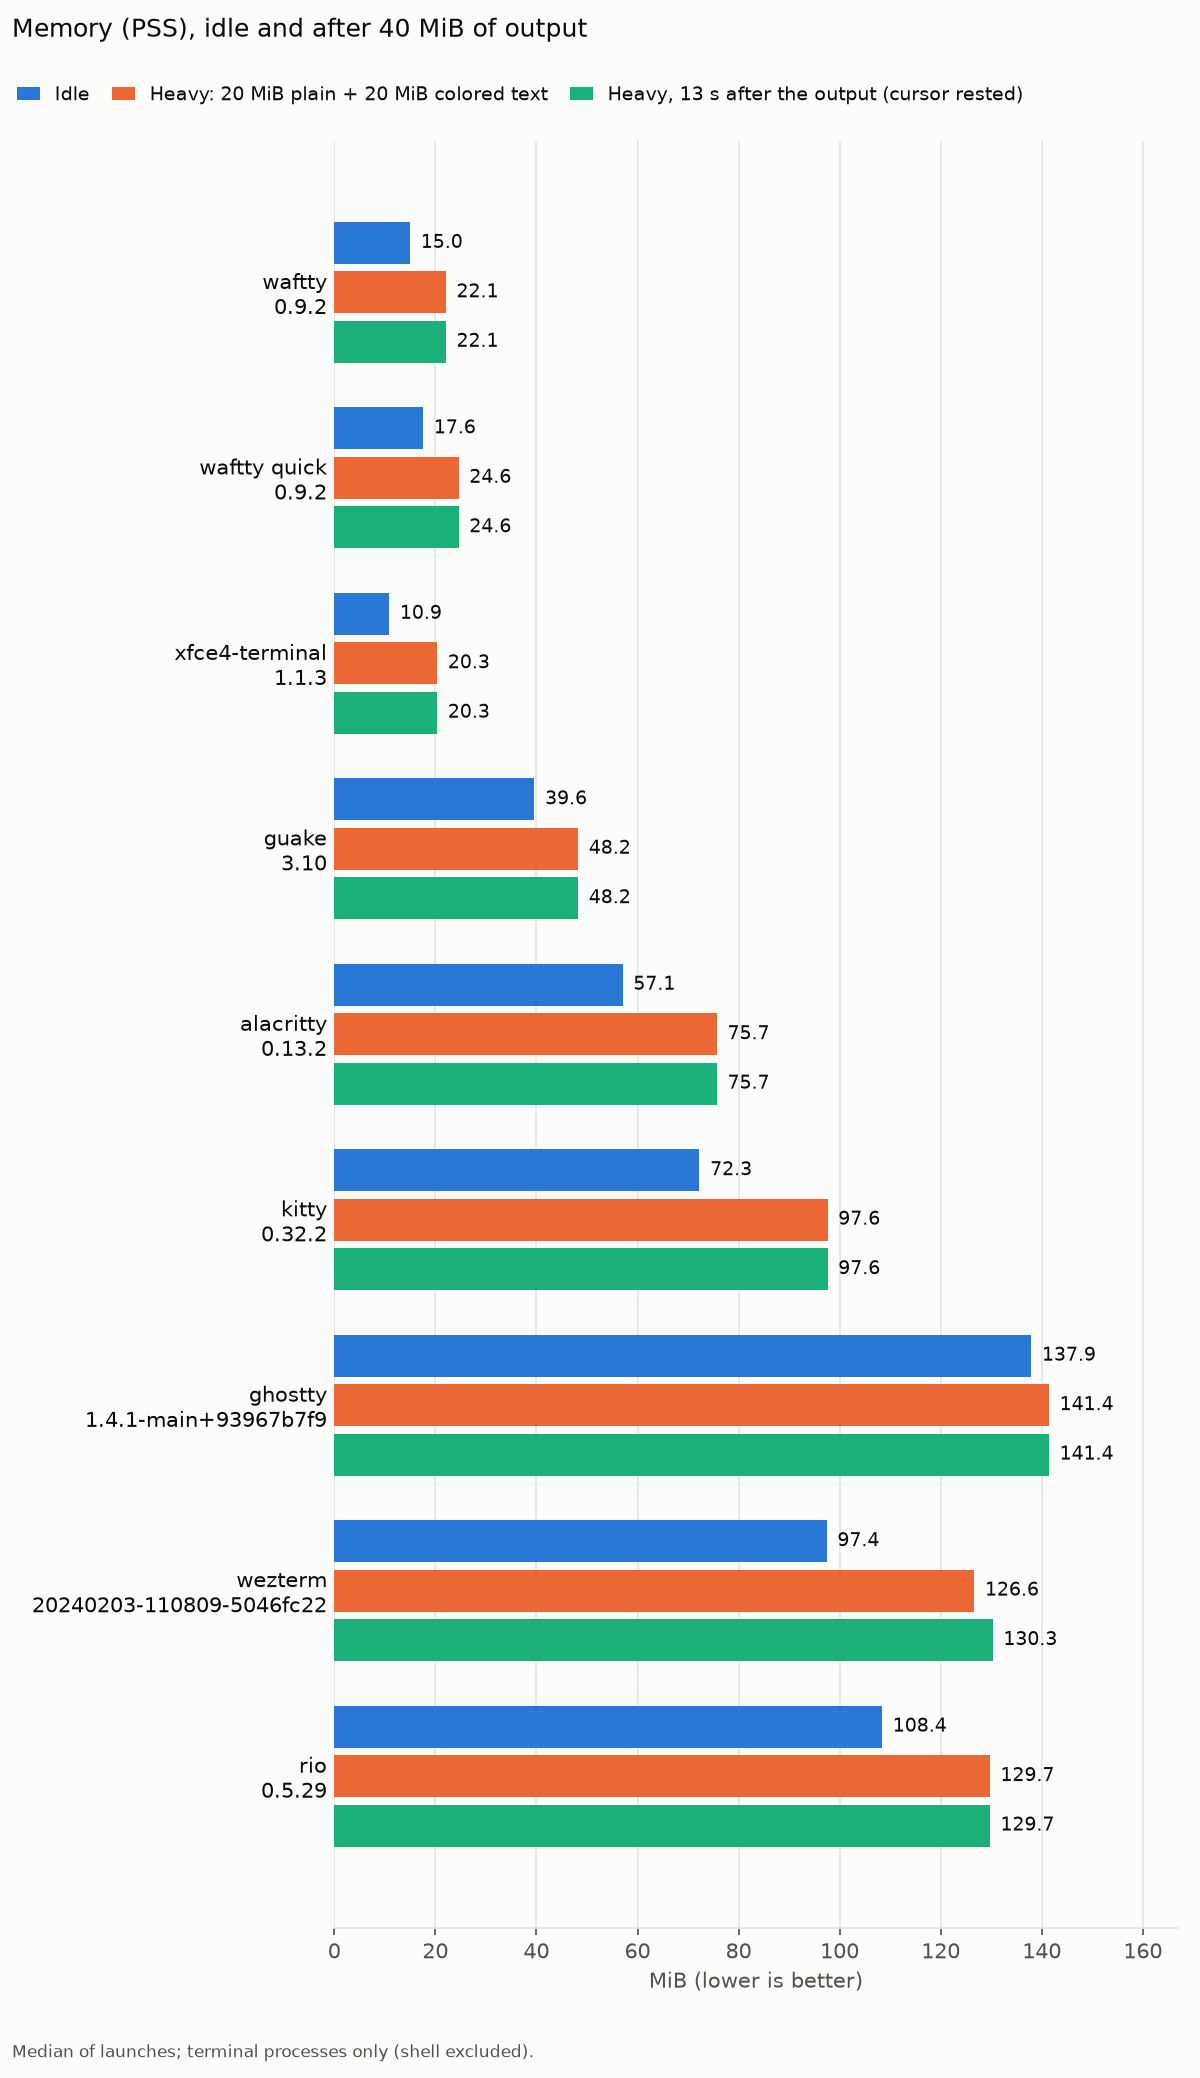 Memory (PSS), idle and after 40 MiB of output
Idle
Heavy: 20 MiB plain + 20 MiB colored text
Heavy, 13 s after the output (cursor rested)
waftty
0.9.2
15.0
22.1
22.1
waftty quick
0.9.2
17.6
24.6
24.6
xfce4-terminal
1.1.3
10.9
20.3
20.3
guake
3.10
39.6
48.2
48.2
alacritty
0.13.2
57.1
75.7
75.7
kitty
0.32.2
72.3
97.6
97.6
ghostty
1.4.1-main+93967b7f9
137.9
141.4
141.4
wezterm
20240203-110809-5046fc22
97.4
126.6
130.3
rio
0.5.29
108.4
129.7
129.7
0 20 40 60 80 100 120 140 160
MiB (lower is better)
Median of launches; terminal processes only (shell excluded).